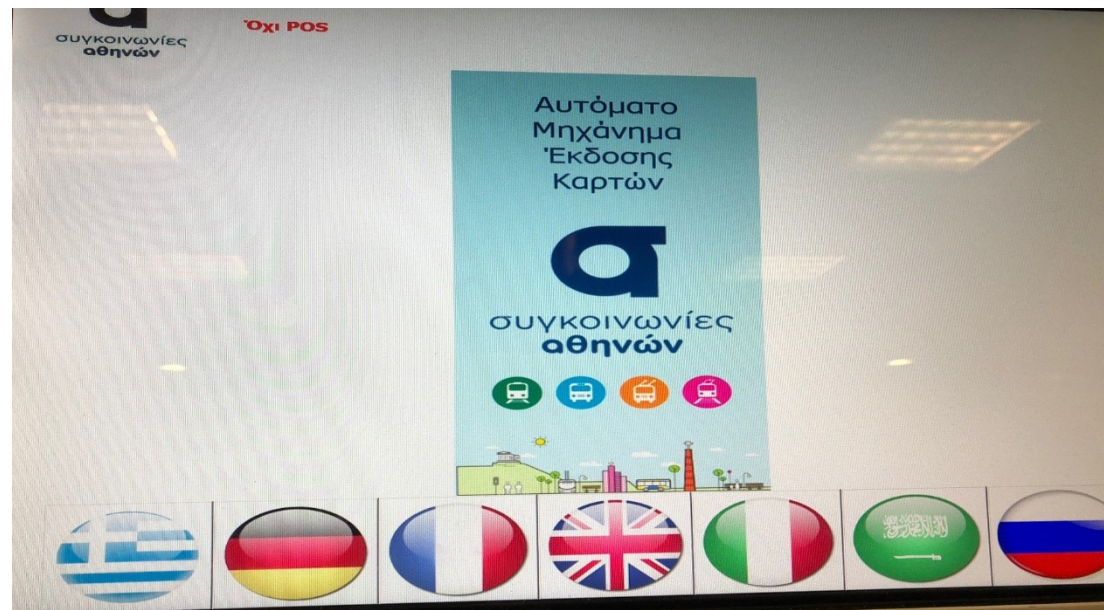 συγκοινωνίες
αθηνών
Όχι POS
Αυτόματο
Μηχάνημα
Έκδοσης
Καρτών
συγκοινωνίες
αθηνών